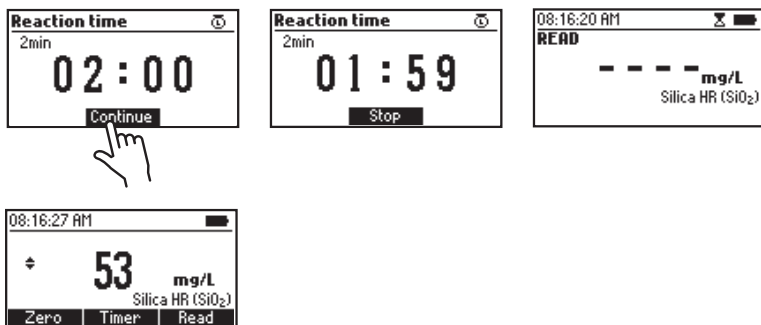 Reaction time
2min
02:00
Continue
Reaction time
2min
01:59
Stop
08:16:20 AM
READ
- - - - mg/L
Silica HR (SiO₂)
08:16:27 AM
53 mg/L
Silica HR (SiO₂)
Zero Timer Read